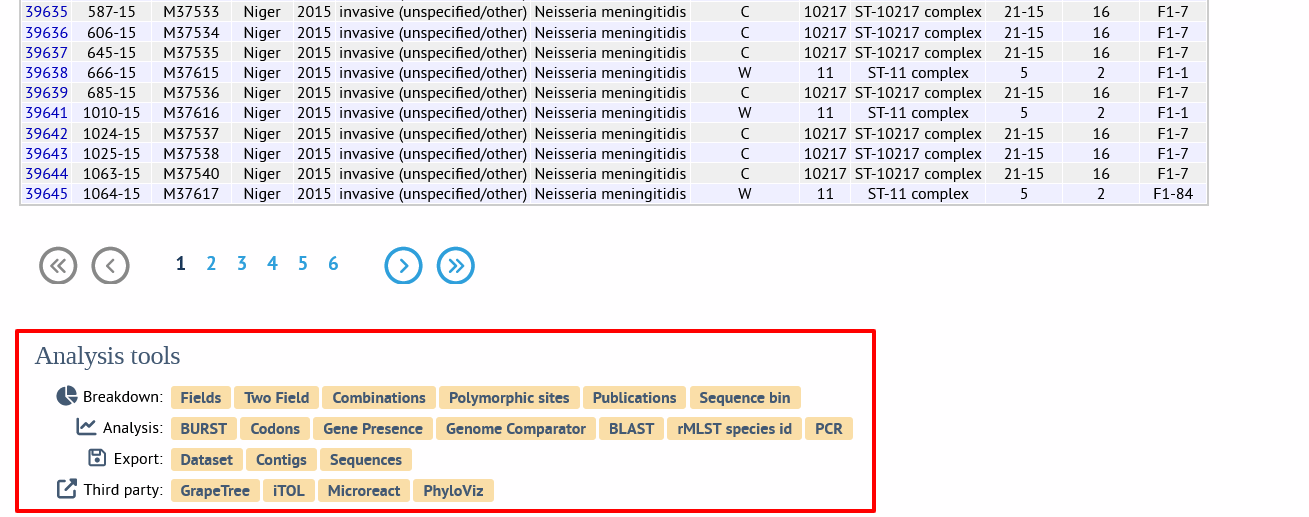 39635 587-15 M37533 Niger 2015 invasive (unspecified/other) Neisseria meningitidis C 10217 ST-10217 complex 21-15 16 F1-7
39636 606-15 M37534 Niger 2015 invasive (unspecified/other) Neisseria meningitidis C 10217 ST-10217 complex 21-15 16 F1-7
39637 645-15 M37535 Niger 2015 invasive (unspecified/other) Neisseria meningitidis C 10217 ST-10217 complex 21-15 16 F1-7
39638 666-15 M37615 Niger 2015 invasive (unspecified/other) Neisseria meningitidis W 11 ST-11 complex 5 2 F1-1
39639 685-15 M37536 Niger 2015 invasive (unspecified/other) Neisseria meningitidis C 10217 ST-10217 complex 21-15 16 F1-7
39641 1010-15 M37616 Niger 2015 invasive (unspecified/other) Neisseria meningitidis W 11 ST-11 complex 5 2 F1-1
39642 1024-15 M37537 Niger 2015 invasive (unspecified/other) Neisseria meningitidis C 10217 ST-10217 complex 21-15 16 F1-7
39643 1025-15 M37538 Niger 2015 invasive (unspecified/other) Neisseria meningitidis C 10217 ST-10217 complex 21-15 16 F1-7
39644 1063-15 M37540 Niger 2015 invasive (unspecified/other) Neisseria meningitidis C 10217 ST-10217 complex 21-15 16 F1-7
39645 1064-15 M37617 Niger 2015 invasive (unspecified/other) Neisseria meningitidis W 11 ST-11 complex 5 2 F1-84
1 2 3 4 5 6
Analysis tools
Breakdown: Fields Two Field Combinations Polymorphic sites Publications Sequence bin
Analysis: BURST Codons Gene Presence Genome Comparator BLAST rMLST species id PCR
Export: Dataset Contigs Sequences
Third party: GrapeTree iTOL Microreact PhyloViz